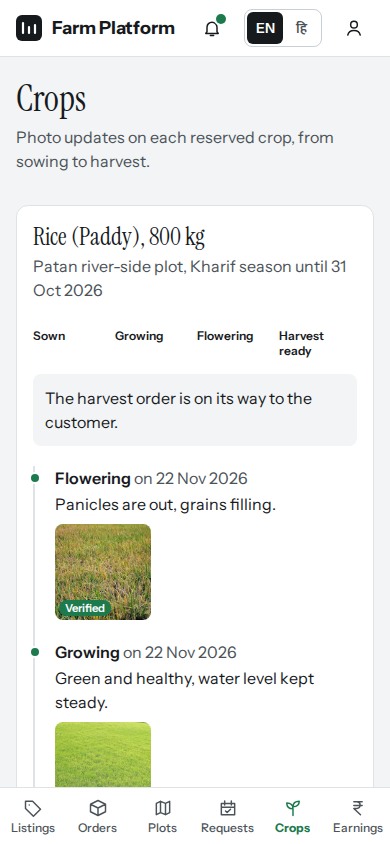 Farm Platform
EN
हि
Crops
Photo updates on each reserved crop, from
sowing to harvest.
Rice (Paddy), 800 kg
Patan river-side plot, Kharif season until 31
Oct 2026
Sown
Growing
Flowering
Harvest
ready
The harvest order is on its way to the
customer.
Flowering on 22 Nov 2026
Panicles are out, grains filling.
Verified
Growing on 22 Nov 2026
Green and healthy, water level kept
steady.
Listings
Orders
Plots
Requests
Crops
Earnings